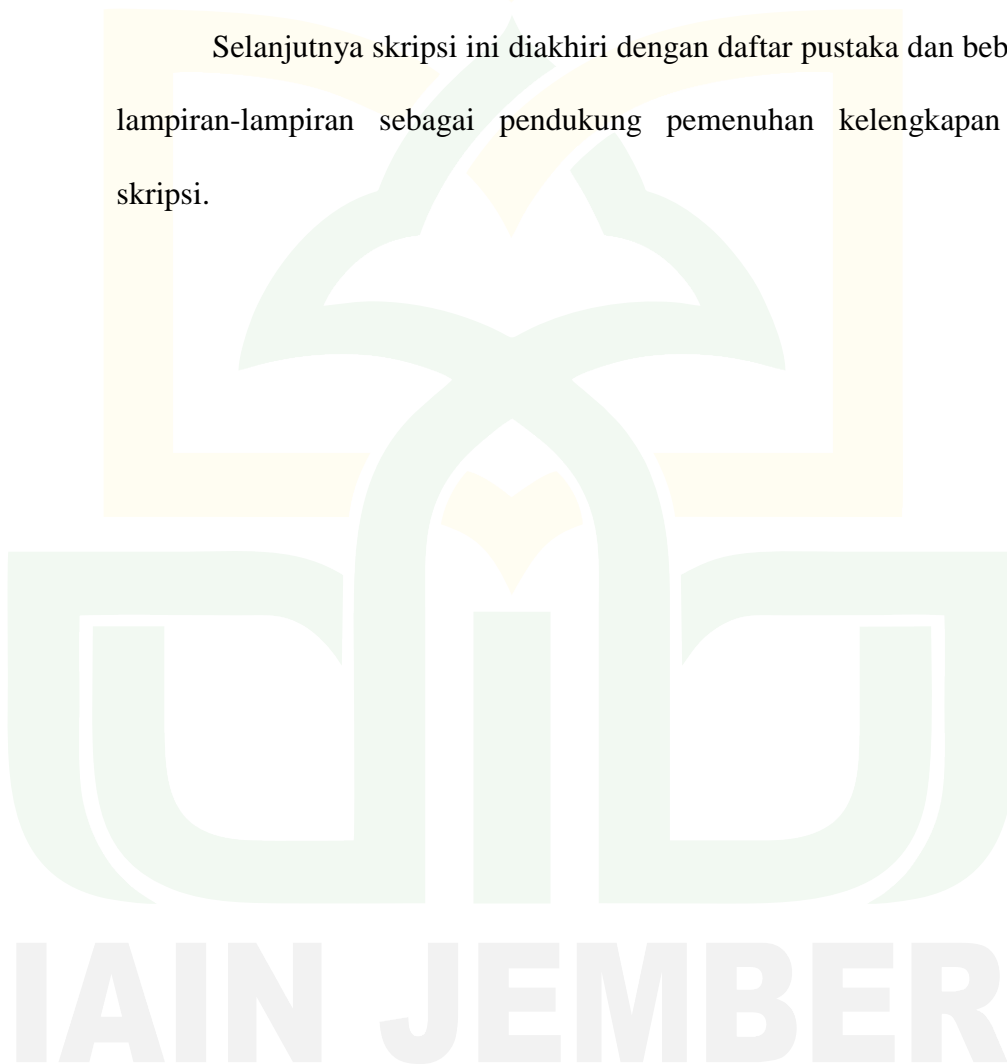 Selanjutnya skripsi ini diakhiri dengan daftar pustaka dan beb
lampiran-lampiran sebagai pendukung pemenuhan kelengkapan
skripsi.
IAIN JEMBER